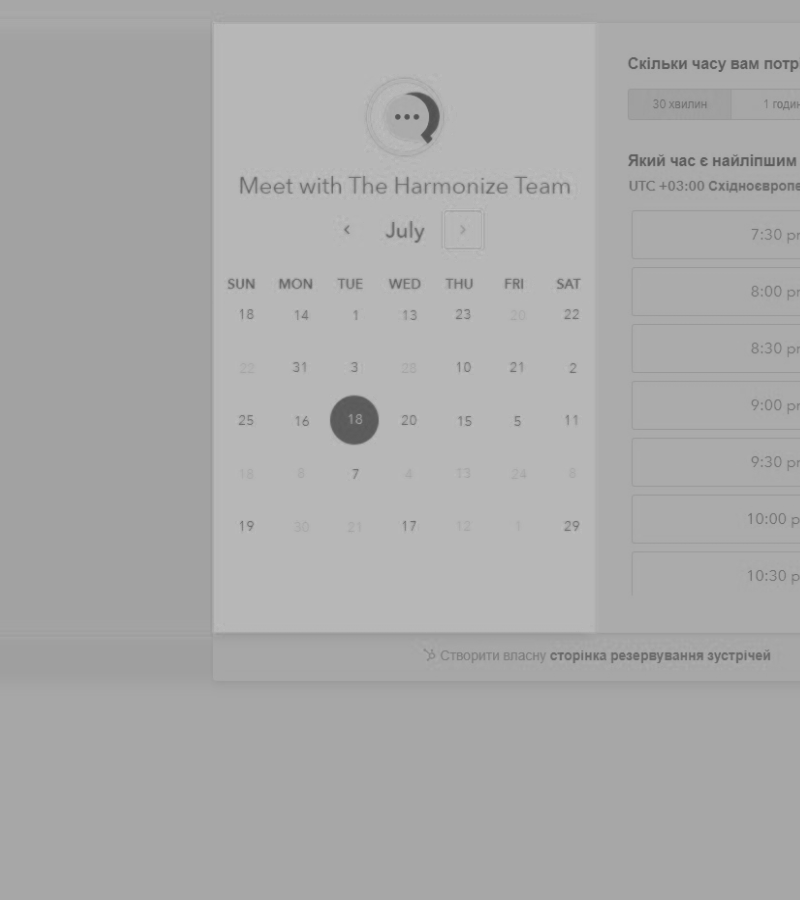 Meet with The Harmonize Team
July
SUN MON TUE WED THU FRI SAT
18 14 1 13 23 20 22
22 31 3 28 10 21 2
25 16 18 20 15 5 11
18 8 7 4 13 24 8
19 30 21 17 12 1 29
Скільки часу вам потр
30 хвилин 1 годин
Який час є найліпшим
UTC +03:00 Східноєвропе
7:30 pr
8:00 pr
8:30 pr
9:00 pr
9:30 pr
10:00 p
10:30 p
Створити власну сторінка резервування зустрічей